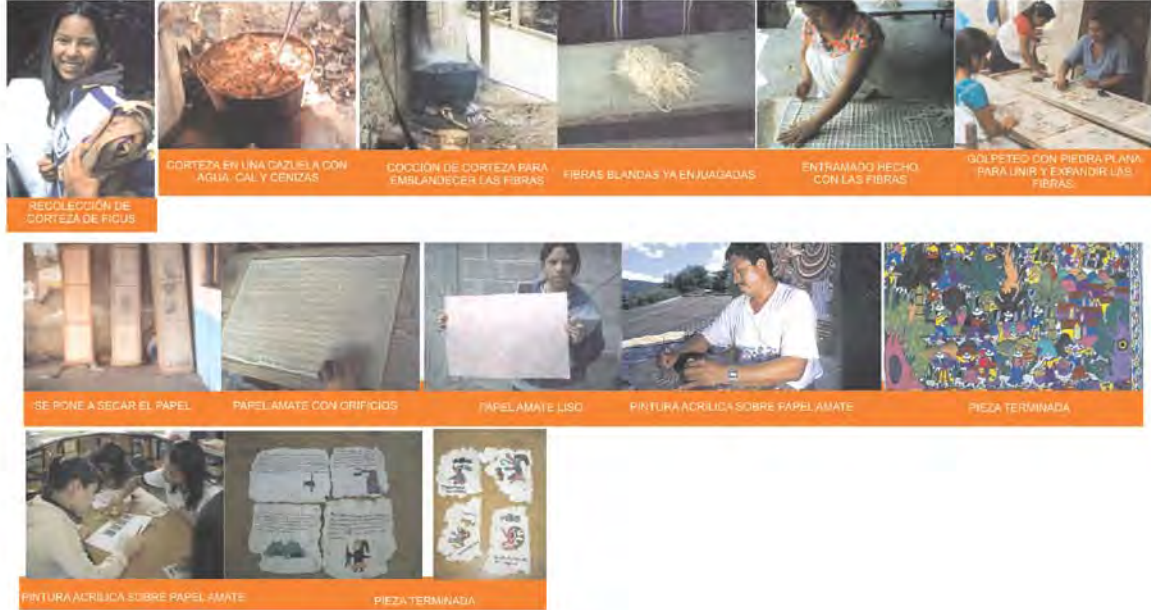 RECOLECCIÓN DE
CORTEZA DE FICUS
CORTEZA EN UNA CAZUELA CON
AGUA, CAL Y CENIZAS
COCCIÓN DE CORTEZA PARA
EMBLANDECER LAS FIBRAS
FIBRAS BLANDAS YA ENJUAGADAS
ENTRAMADO HECHO
CON LAS FIBRAS
GOLPETEO CON PIEDRA PLANA
PARA UNIR Y EXPANDIR LAS
FIBRAS.
SE PONE A SECAR EL PAPEL
PAPEL AMATE CON ORIFICIOS
PAPEL AMATE LISO
PINTURA ACRÍLICA SOBRE PAPEL AMATE
PIEZA TERMINADA
PINTURA ACRÍLICA SOBRE PAPEL AMATE
PIEZA TERMINADA